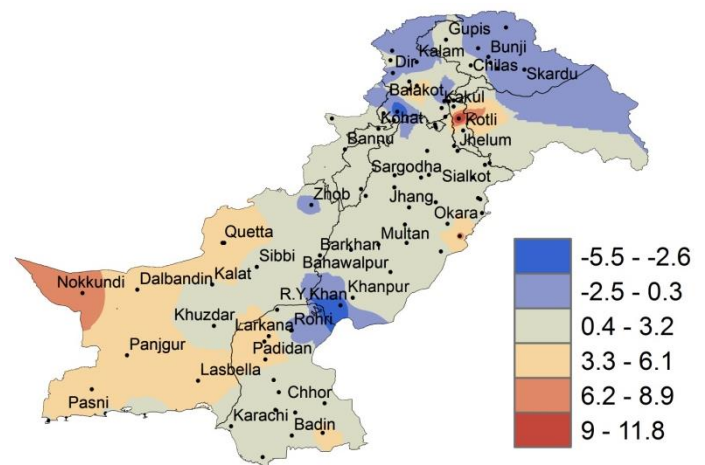 Gupis
Kalam
Bunji
Dir
Chilas
Skardu
Balakot
Kakul
Kohat
Kotli
Bannu
Jhelum
Sargodha
Sialkot
Zhob
Jhang
Okara
Quetta
Multan
Sibbi
Barkhan
Bahawalpur
Nokkundi
Dalbandin
Kalat
Khanpur
R.Y.Khan
Khuzdar
Larkana
Rohri
Panjgur
Padidan
Lasbella
Pasni
Chhor
Karachi
Badin
-5.5 - -2.6
-2.5 - 0.3
0.4 - 3.2
3.3 - 6.1
6.2 - 8.9
9 - 11.8